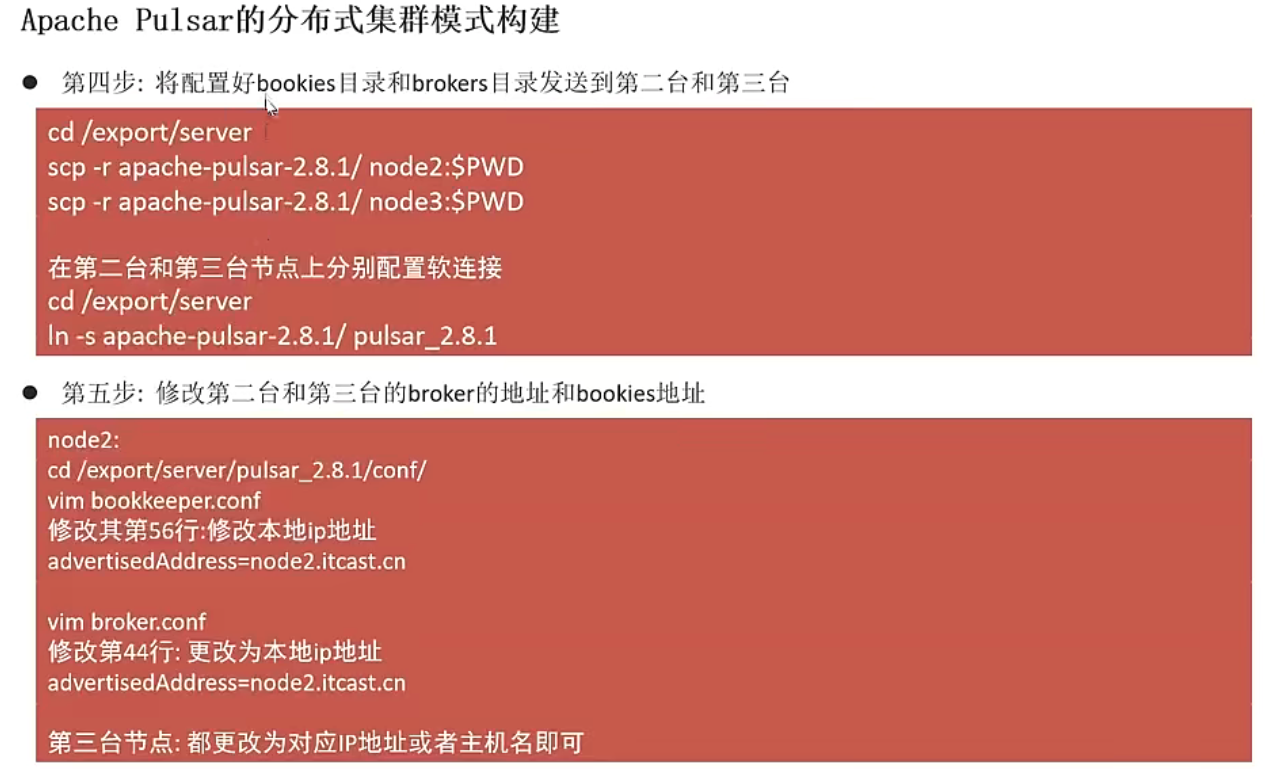 Apache Pulsar的分布式集群模式构建
● 第四步: 将配置好bookies目录和brokers目录发送到第二台和第三台
cd /export/server
scp -r apache-pulsar-2.8.1/ node2:$PWD
scp -r apache-pulsar-2.8.1/ node3:$PWD
在第二台和第三台节点上分别配置软连接
cd /export/server
ln -s apache-pulsar-2.8.1/ pulsar_2.8.1
● 第五步: 修改第二台和第三台的broker的地址和bookies地址
node2:
cd /export/server/pulsar_2.8.1/conf/
vim bookkeeper.conf
修改其第56行:修改本地ip地址
advertisedAddress=node2.itcast.cn
vim broker.conf
修改第44行: 更改为本地ip地址
advertisedAddress=node2.itcast.cn
第三台节点: 都更改为对应IP地址或者主机名即可